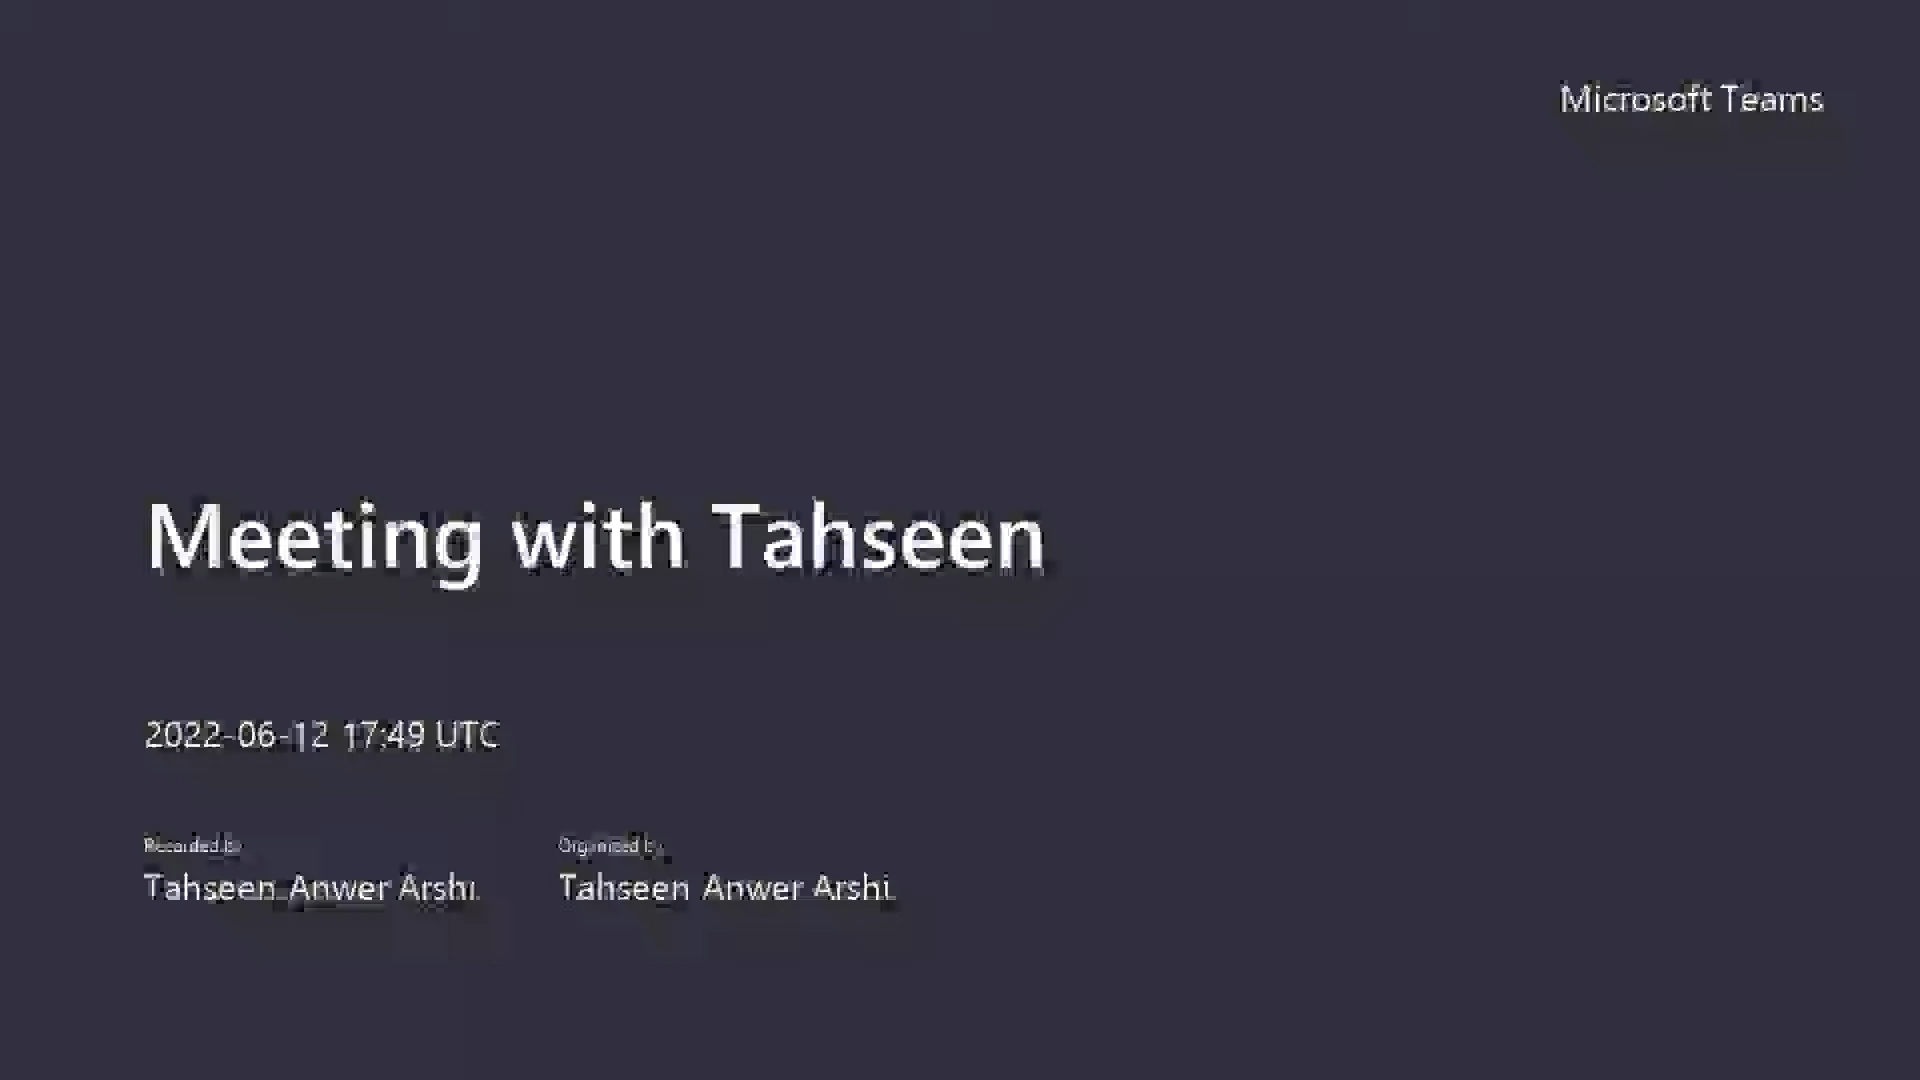 Microsoft Teams
Meeting with Tahseen
2022-06-12 17:49 UTC
Recorded by
Organized by
Tahseen Anwer Arshi
Tahseen Anwer Arshi